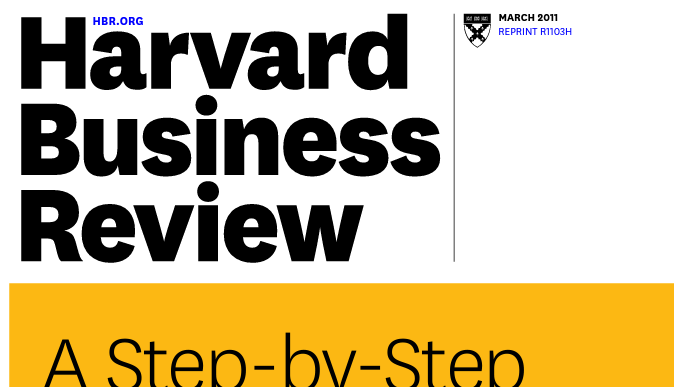 HBR.ORG
Harvard
Business
Review
MARCH 2011
REPRINT R1103H
A Step-by-Step